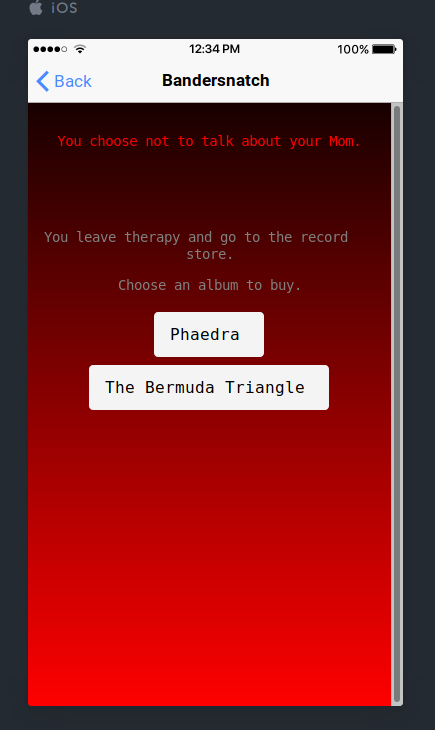 iOS
12:34 PM
100%
Back
Bandersnatch
You choose not to talk about your Mom.
You leave therapy and go to the record
store.
Choose an album to buy.
Phaedra
The Bermuda Triangle